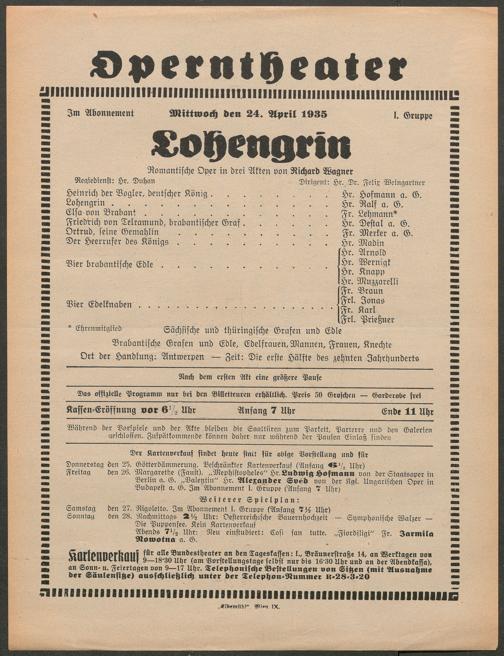 Operntheater
Im Abonnement Mittwoch den 24. April 1935 I. Gruppe
Lohengrin
Romantische Oper in drei Akten von Richard Wagner
Regiedienst: Hr. Duhan Dirigent: Hr. Dr. Felix Weingartner
Heinrich der Vogler, deutscher König . . . . . . . . Hr. Hofmann a. G.
Lohengrin . . . . . . . . Hr. Ralf a. G.
Elsa von Brabant . . . . . . . . Fr. Lehmann*
Friedrich von Telramund, brabantischer Graf . . . . . . . . Hr. Destal a. G.
Ortrud, seine Gemahlin . . . . . . . . Fr. Merker a. G.
Der Heerrufer des Königs . . . . . . . . Hr. Madin
Vier brabantische Edle . . . . . . . . Hr. Arnold
Hr. Wernigk
Hr. Knapp
Hr. Muzzarelli
Vier Edelknaben . . . . . . . . Fr. Braun
Frl. Jonas
Fr. Karl
Frl. Prießner
* Ehrenmitglied Sächsische und thüringische Grafen und Edle
Brabantische Grafen und Edle, Edelfrauen, Mannen, Frauen, Knechte
Ort der Handlung: Antwerpen — Zeit: Die erste Hälfte des zehnten Jahrhunderts
Nach dem ersten Akt eine größere Pause
Das offizielle Programm nur bei den Billetteuren erhältlich. Preis 50 Groschen — Garderobe frei
Kassen-Eröffnung vor 6½ Uhr Anfang 7 Uhr Ende 11 Uhr
Während der Vorspiele und der Akte bleiben die Saaltüren zum Parkett, Parterre und den Galerien
geschlossen. Zuspätkommende können daher nur während der Pausen Einlaß finden
Der Kartenverkauf findet heute statt für obige Vorstellung und für
Donnerstag den 25. Götterdämmerung. Beschränkter Kartenverkauf (Anfang 6½ Uhr)
Freitag den 26. Margarethe (Faust). „Mephistopheles" Hr. Ludwig Hofmann von der Staatsoper in
Berlin a. G. „Valentin" Hr. Alexander Svéd von der Kgl. Ungarischen Oper in
Budapest a. G. Im Abonnement I. Gruppe (Anfang 7 Uhr)
Weiterer Spielplan:
Samstag den 27. Rigoletto. Im Abonnement I. Gruppe (Anfang 7½ Uhr)
Sonntag den 28. Nachmittags 2½ Uhr: Österreichische Bauernhochzeit — Symphonische Walzer —
Die Puppenfee. Kein Kartenverkauf
Abends 7½ Uhr: Neu einstudiert: Cosi fan tutte. „Fiordiligi" Fr. Jarmila
Novotna a. G.
Kartenverkauf für alle Bundestheater an den Tageskassen: I., Bräunerstraße 14, an Werktagen von
9—18'30 Uhr (am Vorstellungstage selbst nur bis 16'30 Uhr und an der Abendkassa),
an Sonn- u. Feiertagen von 9—17 Uhr. Telephonische Bestellungen von Sitzen (mit Ausnahme
der Säulensitze) ausschließlich unter der Telephon-Nummer R-28-3-20
„Elbemühl" Wien IX.